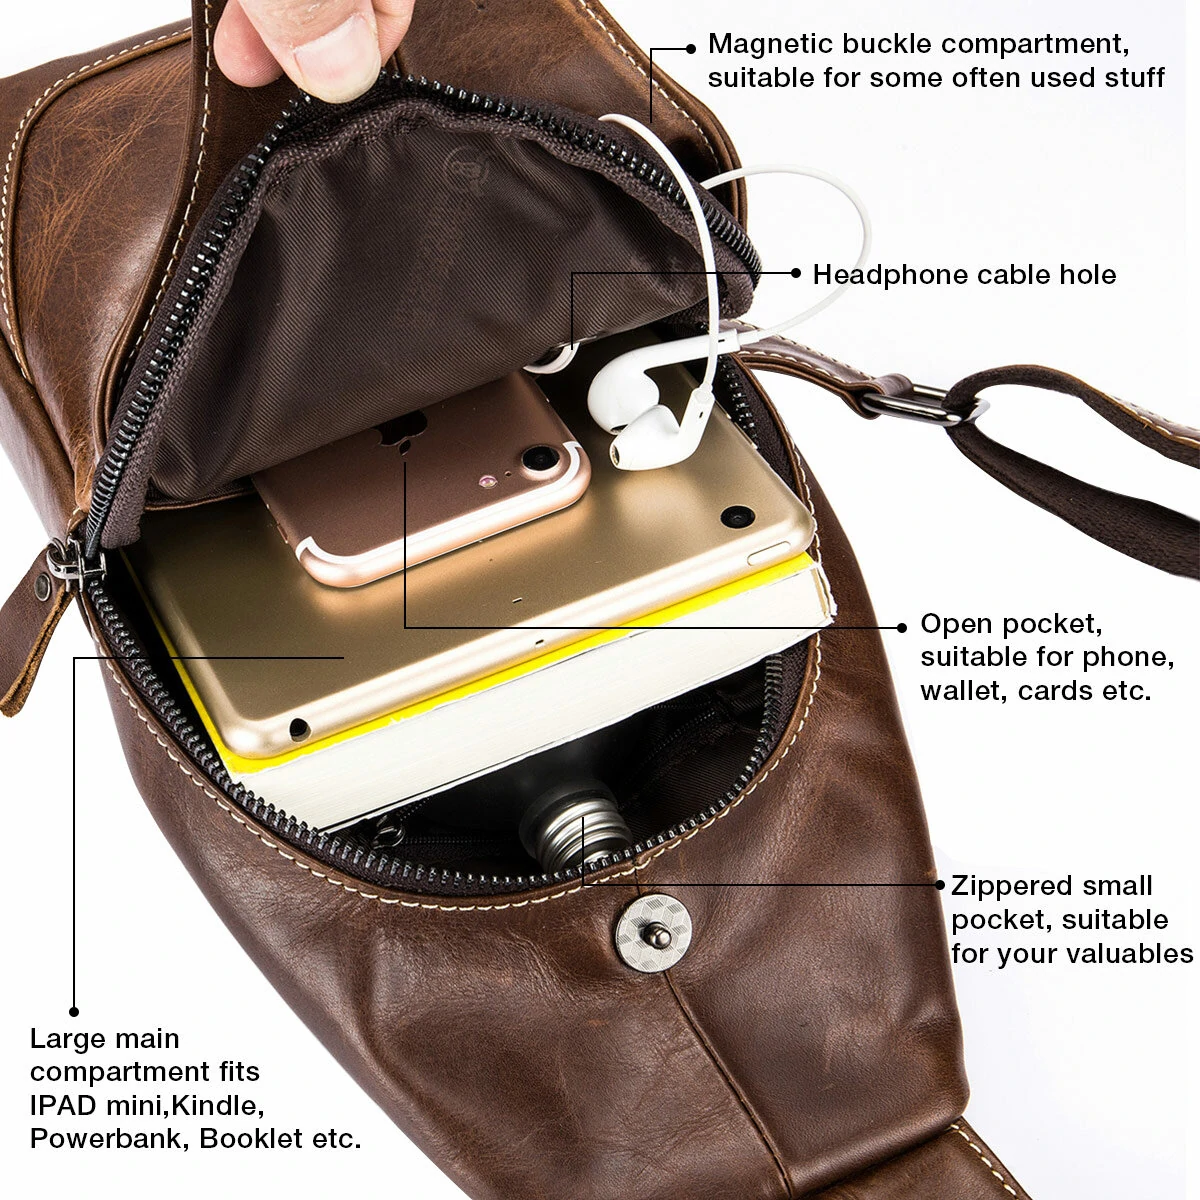 Magnetic buckle compartment,
suitable for some often used stuff
Headphone cable hole
Open pocket,
suitable for phone,
wallet, cards etc.
Zippered small
pocket, suitable
for your valuables
Large main
compartment fits
IPAD mini,Kindle,
Powerbank, Booklet etc.